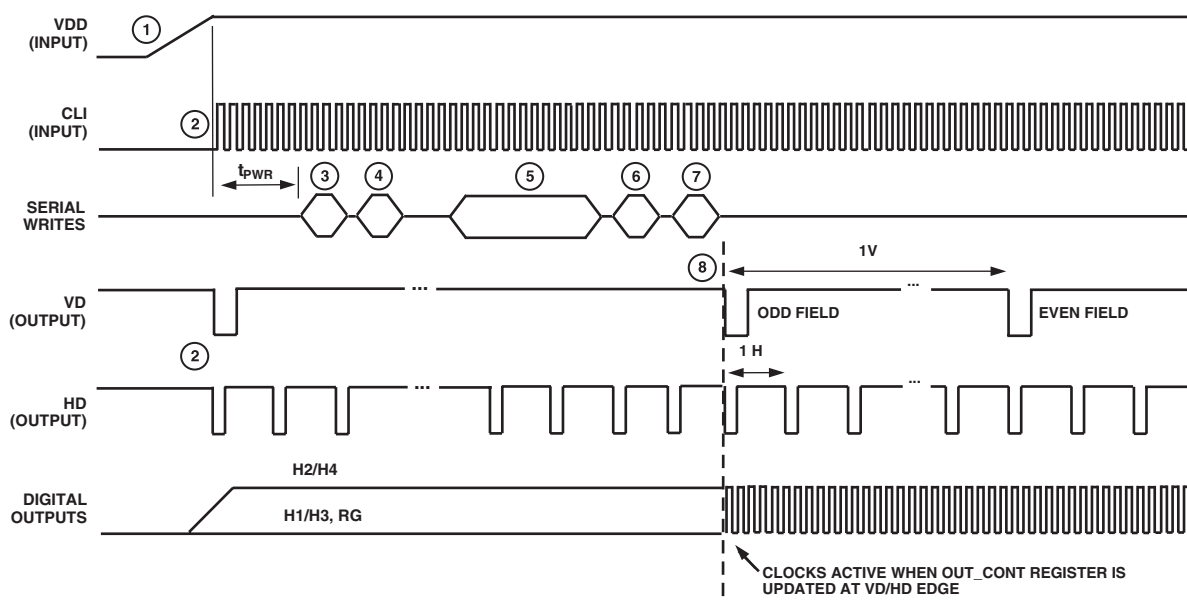 VDD
(INPUT)
1
CLI
(INPUT)
2
tPWR
3
4
5
6
7
SERIAL
WRITES
8
1V
VD
(OUTPUT)
...
...
ODD FIELD
EVEN FIELD
2
1 H
HD
(OUTPUT)
...
...
H2/H4
DIGITAL
OUTPUTS
H1/H3, RG
CLOCKS ACTIVE WHEN OUT_CONT REGISTER IS
UPDATED AT VD/HD EDGE